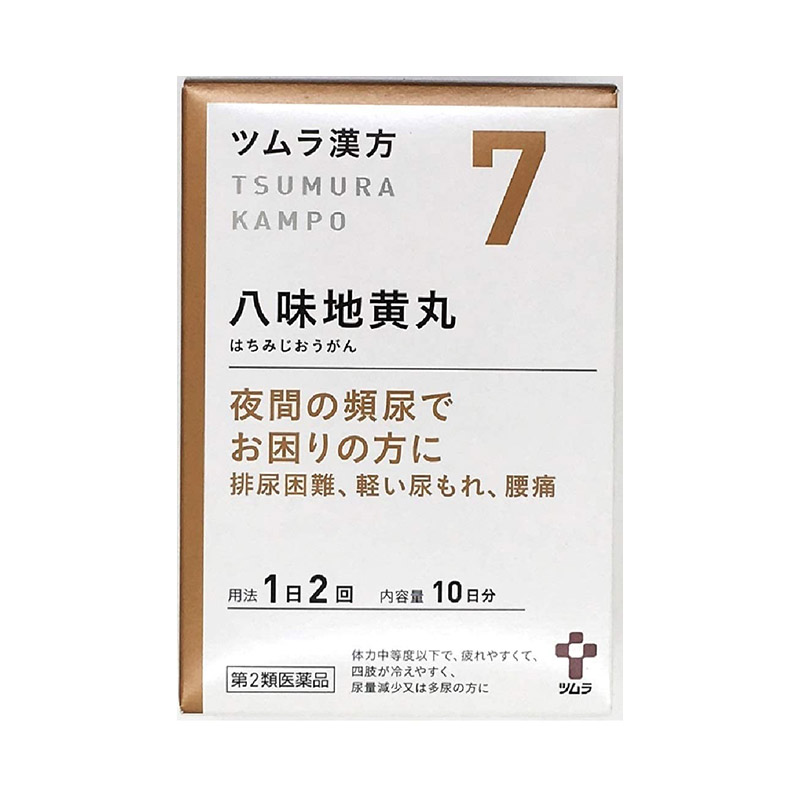 ツムラ漢方
TSUMURA
KAMPO
7
八味地黄丸
はちみじおうがん
夜間の頻尿で
お困りの方に
排尿困難、軽い尿もれ、腰痛
用法 1日2回 内容量 10日分
第2類医薬品
体力中等度以下で、疲れやすくて、
四肢が冷えやすく、
尿量減少又は多尿の方に
ツムラ